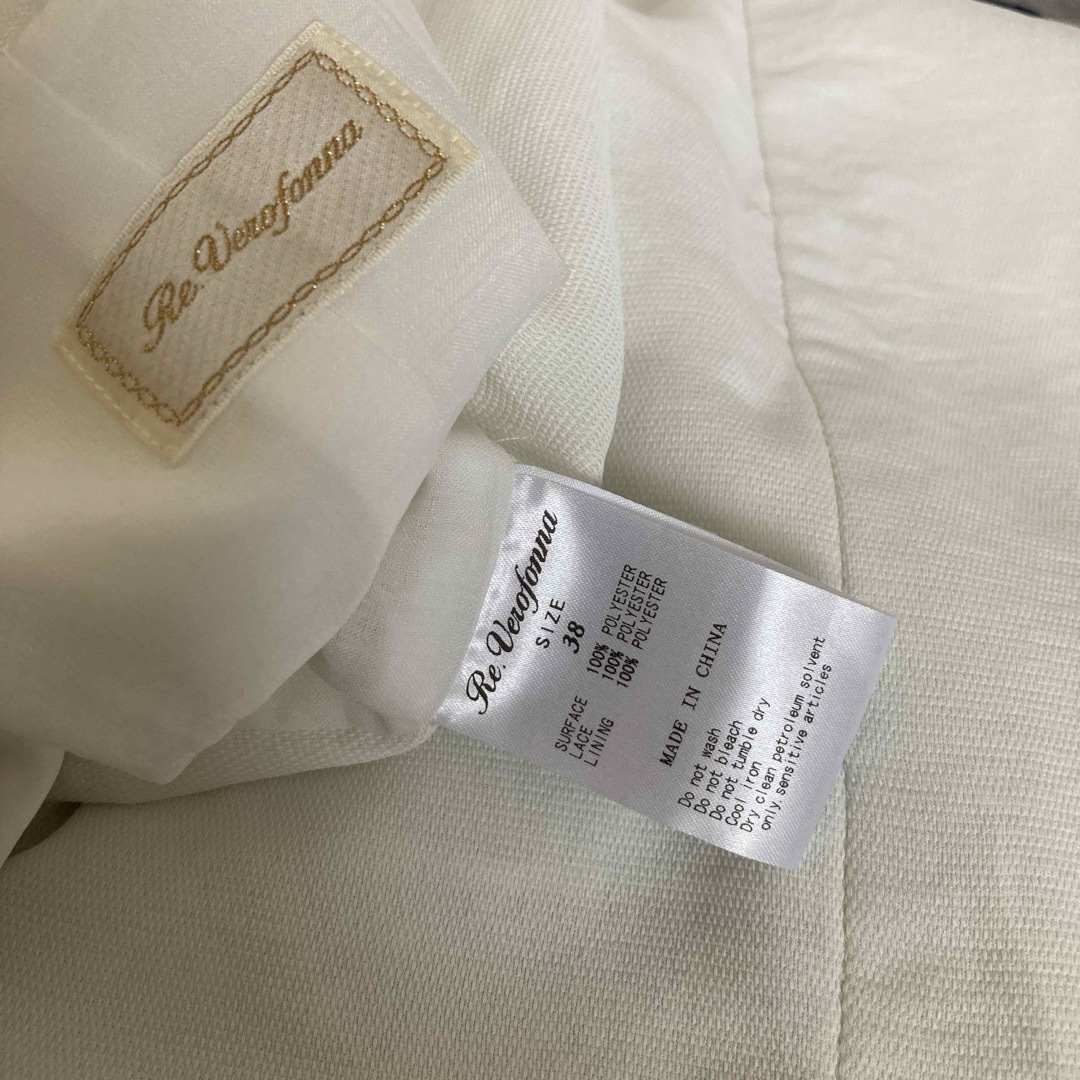 Re.Verofonna
Re.Verofonna
SIZE
38
SURFACE 100% POLYESTER
LACE 100% POLYESTER
LINING 100% POLYESTER
MADE IN CHINA
Do not wash
Do not bleach
Do not tumble dry
Cool iron
Dry clean petroleum solvent
only.sensitive articles